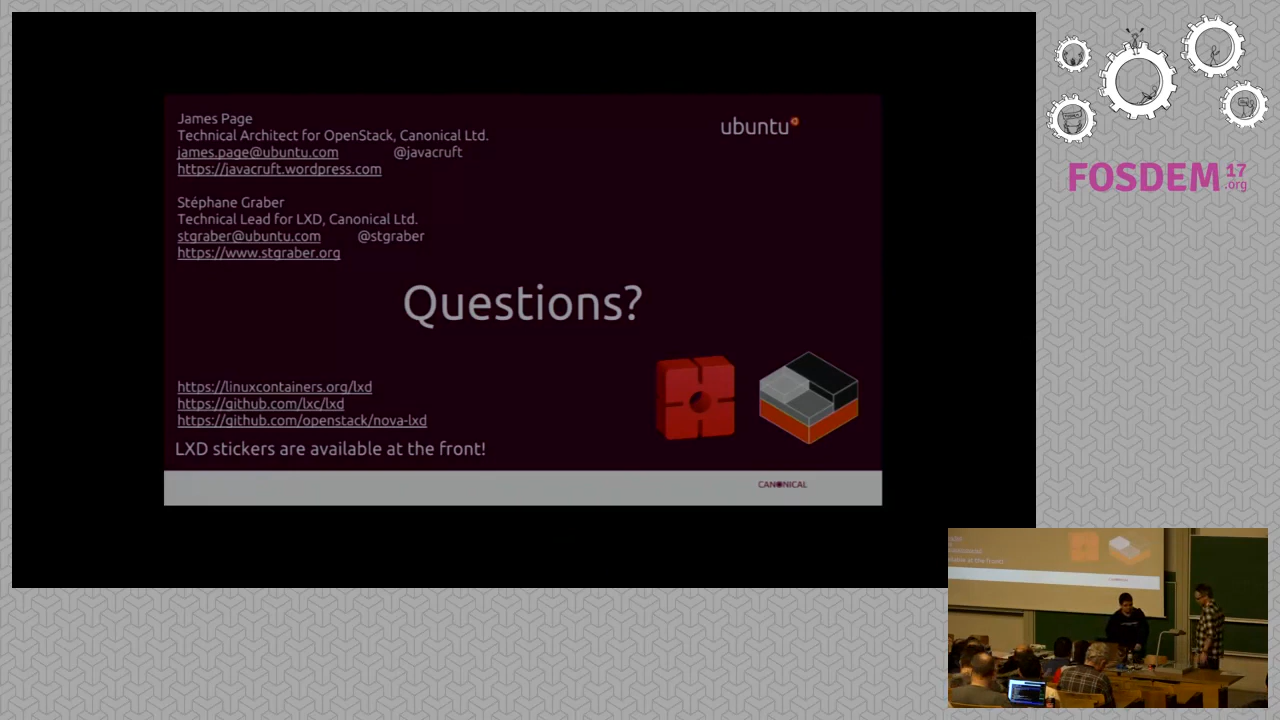 James Page
Technical Architect for OpenStack, Canonical Ltd.
james.page@ubuntu.com @javacruft
https://javacruft.wordpress.com
Stéphane Graber
Technical Lead for LXD, Canonical Ltd.
stgraber@ubuntu.com @stgraber
https://www.stgraber.org
ubuntu
Questions?
https://linuxcontainers.org/lxd
https://github.com/lxc/lxd
https://github.com/openstack/nova-lxd
LXD stickers are available at the front!
CANONICAL
FOSDEM 17
.org